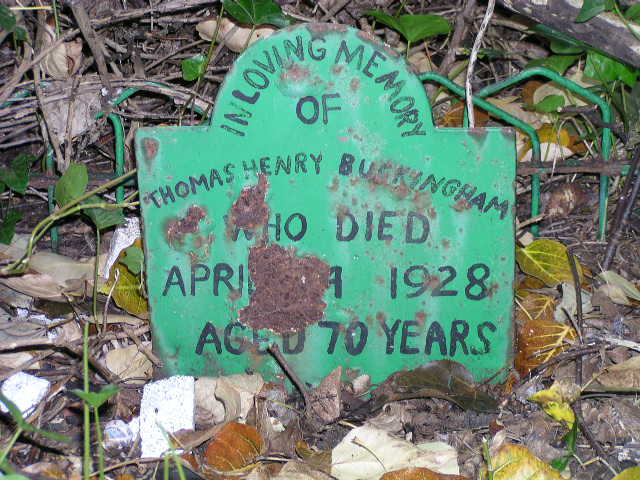 IN LOVING MEMORY
OF
THOMAS HENRY BUCKINGHAM
WHO DIED
APRIL 1928
AGED 70 YEARS